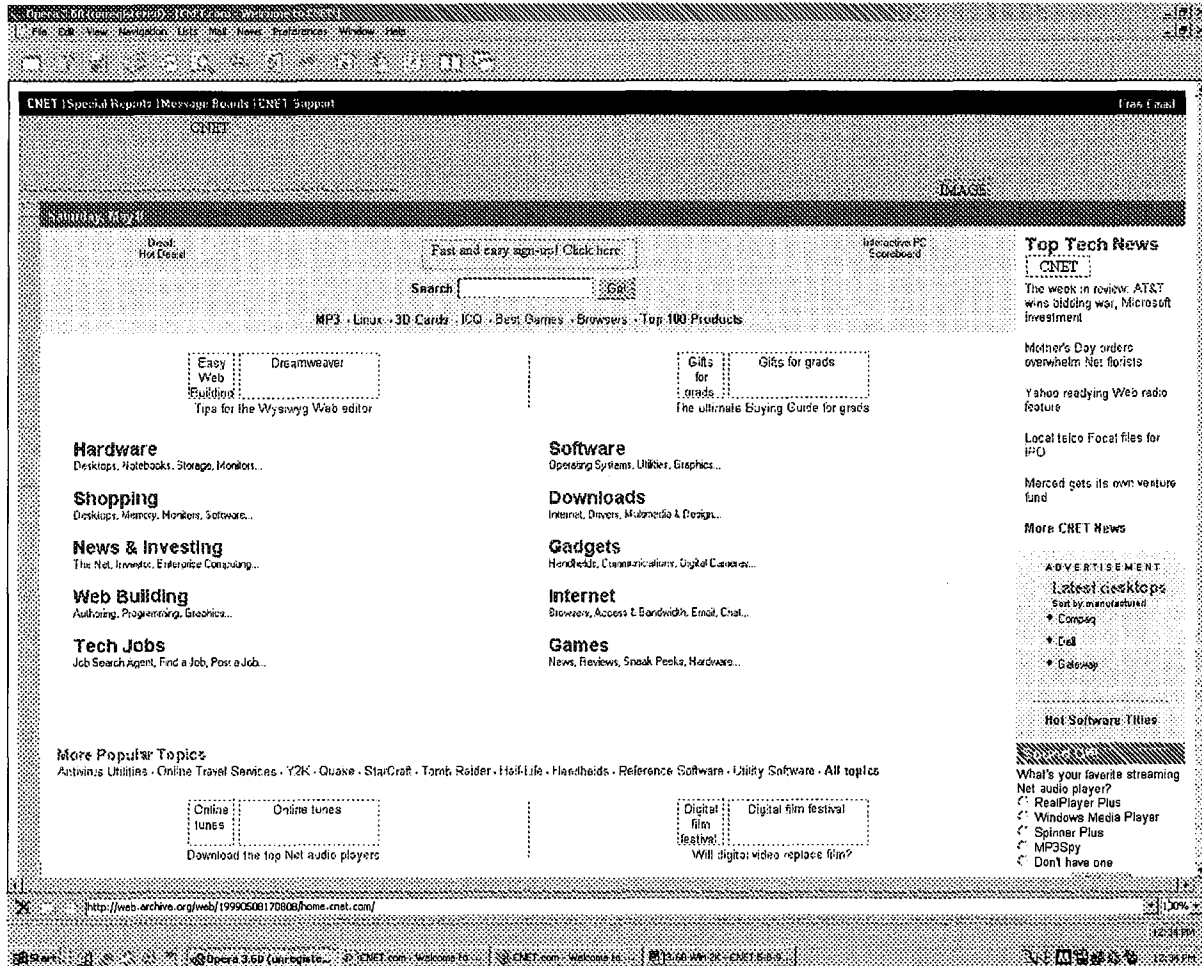 File Edit View Navigation Lists Mail News Preferences Window Help
CNET | Special Reports | Message Boards | CNET Support
Free Email
CNET
IMAGE
Saturday, May 8
Hot Deals!
Fast and easy sign-up! Click here.
Interactive PC
Scoreboard
Search
Go!
MP3 · Linux · 3D Cards · ICQ · Best Games · Browsers · Top 100 Products
Easy Web Building
Dreamweaver
Tips for the Wysiwyg Web editor
Gifts for grads
Gifts for grads
The ultimate Buying Guide for grads
Hardware
Desktops, Notebooks, Storage, Monitors...
Software
Operating Systems, Utilities, Graphics...
Shopping
Desktops, Memory, Monitors, Software...
Downloads
Internet, Drivers, Multimedia & Design...
News & Investing
The Net, Investor, Enterprise Computing...
Gadgets
Handhelds, Communications, Digital Cameras...
Web Building
Authoring, Programming, Graphics...
Internet
Browsers, Access & Bandwidth, Email, Chat...
Tech Jobs
Job Search Agent, Find a Job, Post a Job...
Games
News, Reviews, Sneak Peeks, Hardware...
More Popular Topics
Antivirus Utilities · Online Travel Services · Y2K · Quake · StarCraft · Tomb Raider · Half-Life · Handhelds · Reference Software · Utility Software · All topics
Online tunes
Online tunes
Download the top Net audio players
Digital film festival
Digital film festival
Will digital video replace film?
Top Tech News
CNET
The week in review: AT&T
wins bidding war, Microsoft
investment
Mother's Day orders
overwhelm Net florists
Yahoo readying Web radio
feature
Local telco Focal files for
IPO
Merced gets its own venture
fund
More CNET News
ADVERTISEMENT
Latest desktops
Sort by manufactured
Compaq
Dell
Gateway
Hot Software Titles
What's your favorite streaming
Net audio player?
RealPlayer Plus
Windows Media Player
Spinner Plus
MP3Spy
Don't have one
http://web.archive.org/web/19990508170808/home.cnet.com/
12:34 PM
Start
Opera 3.60 (unregiste...
CNET.com - Welcome to ...
CNET.com - Welcome to ...
12:34 PM